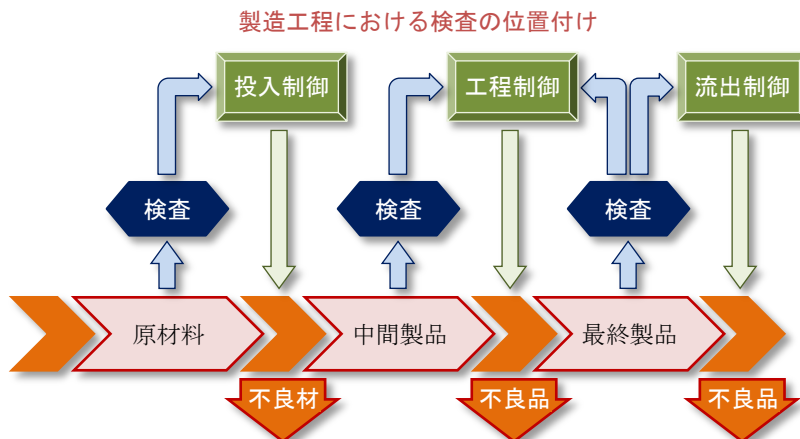 製造工程における検査の位置付け
投入制御
工程制御
流出制御
検査
検査
検査
原材料
中間製品
最終製品
不良材
不良品
不良品